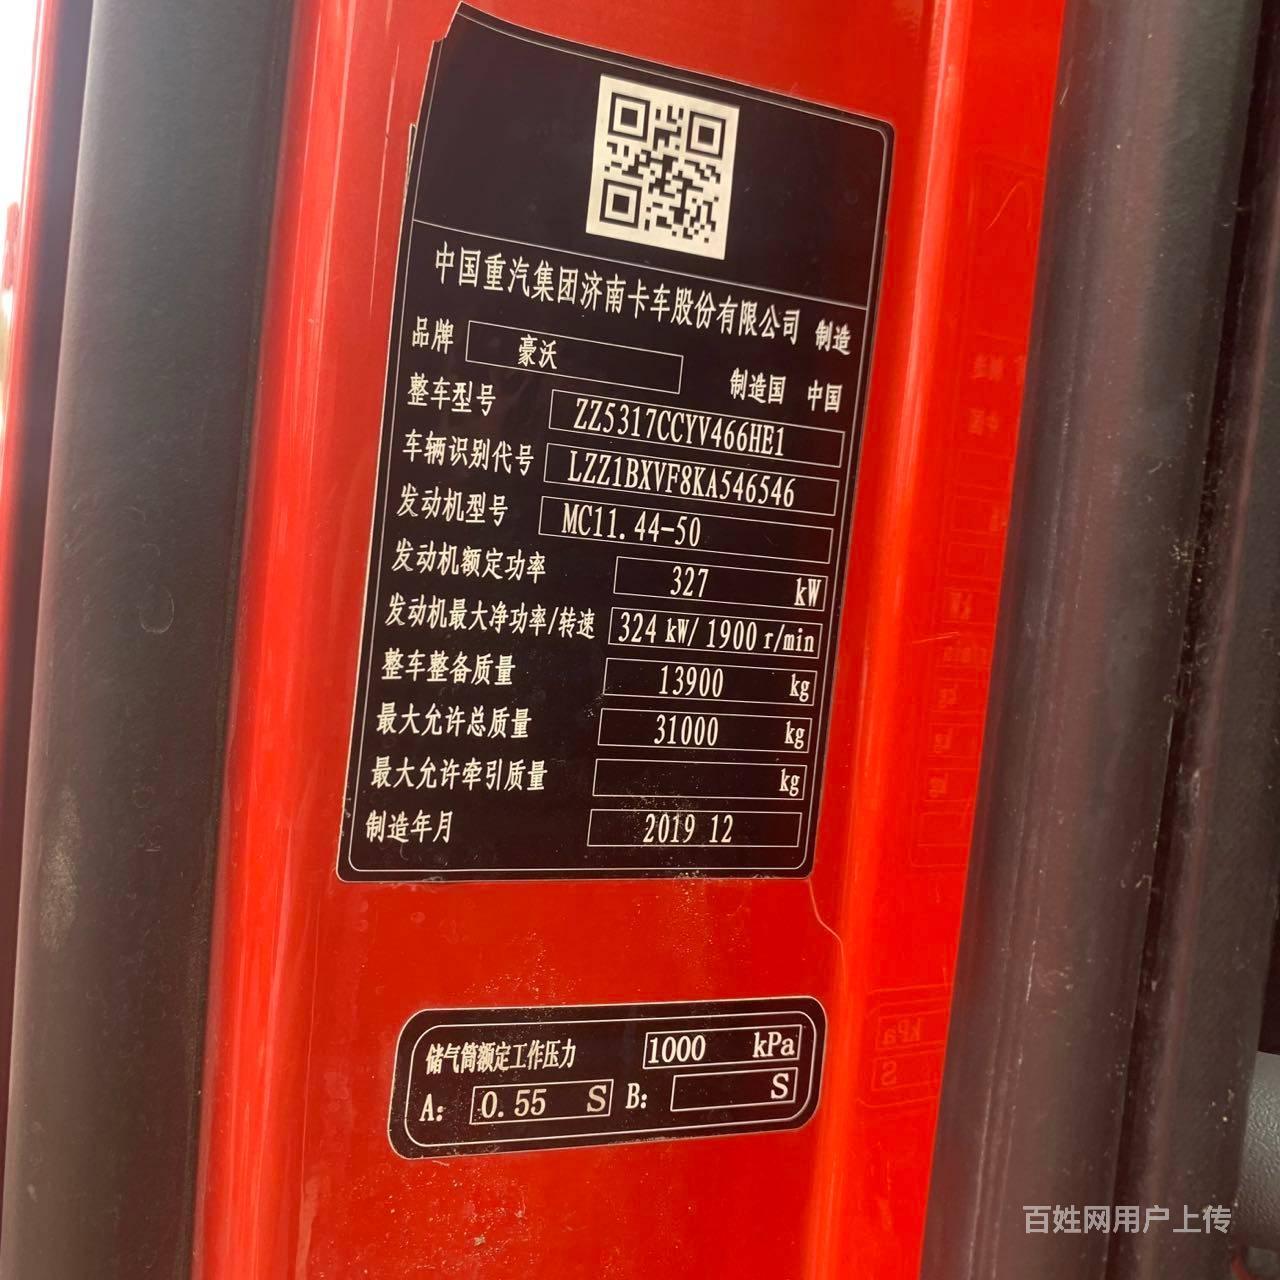 中国重汽集团济南卡车股份有限公司 制造
品牌 豪沃 制造国 中国
整车型号 ZZ5317CCYV466HE1
车辆识别代号 LZZ1BXVF8KA546546
发动机型号 MC11.44-50
发动机额定功率 327 kW
发动机最大净功率/转速 324 kW/ 1900 r/min
整车整备质量 13900 kg
最大允许总质量 31000 kg
最大允许牵引质量 kg
制造年月 2019 12
储气筒额定工作压力 1000 kPa
A: 0.55 S B: S
百姓网用户上传